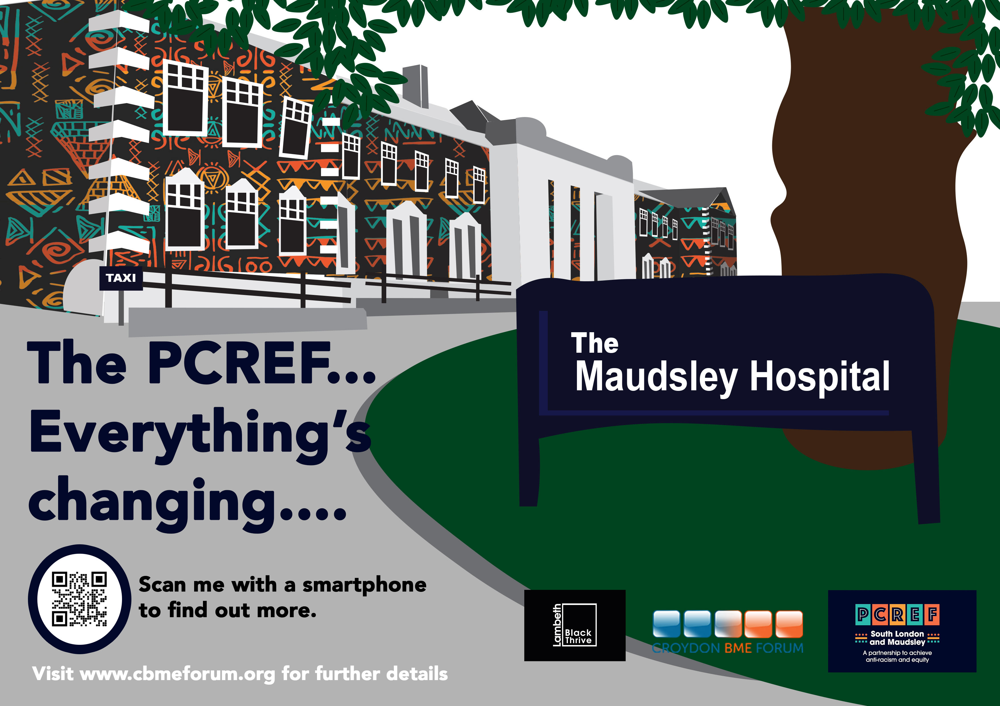 TAXI
The
Maudsley Hospital
The PCREF...
Everything's
changing....
Scan me with a smartphone
to find out more.
Visit www.cbmeforum.org for further details
Lambeth
Black
Thrive
CROYDON BME FORUM
PCREF
South London
and Maudsley
A partnership to achieve
anti-racism and equity